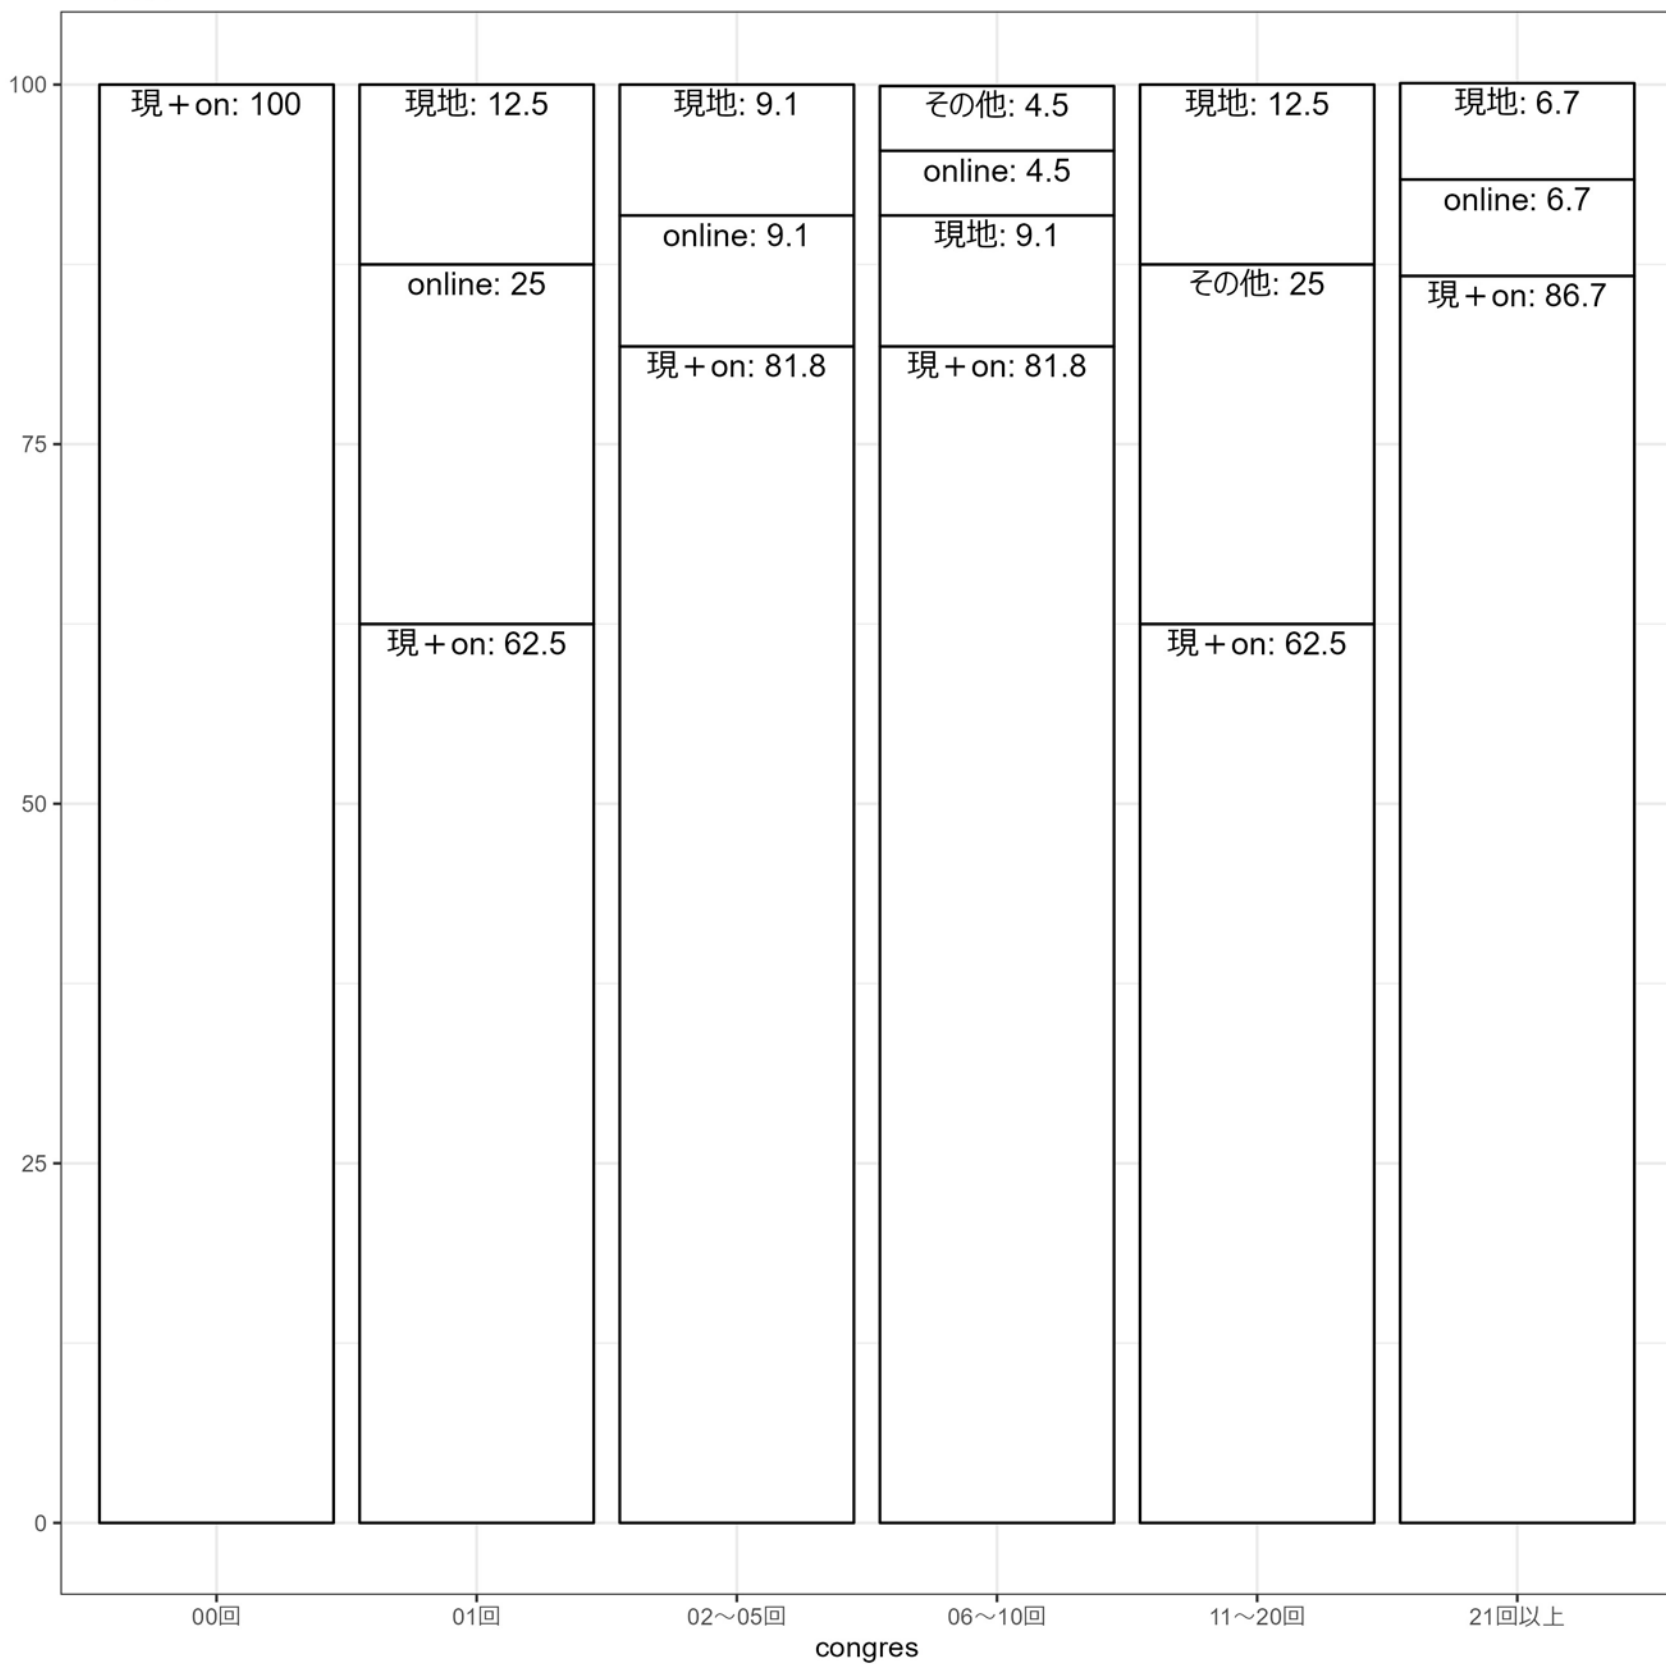 100
75
50
25
0
現＋on: 100
現地: 12.5
online: 25
現＋on: 62.5
現地: 9.1
online: 9.1
現＋on: 81.8
その他: 4.5
online: 4.5
現地: 9.1
現＋on: 81.8
現地: 12.5
その他: 25
現＋on: 62.5
現地: 6.7
online: 6.7
現＋on: 86.7
00回
01回
02～05回
06～10回
11～20回
21回以上
congres